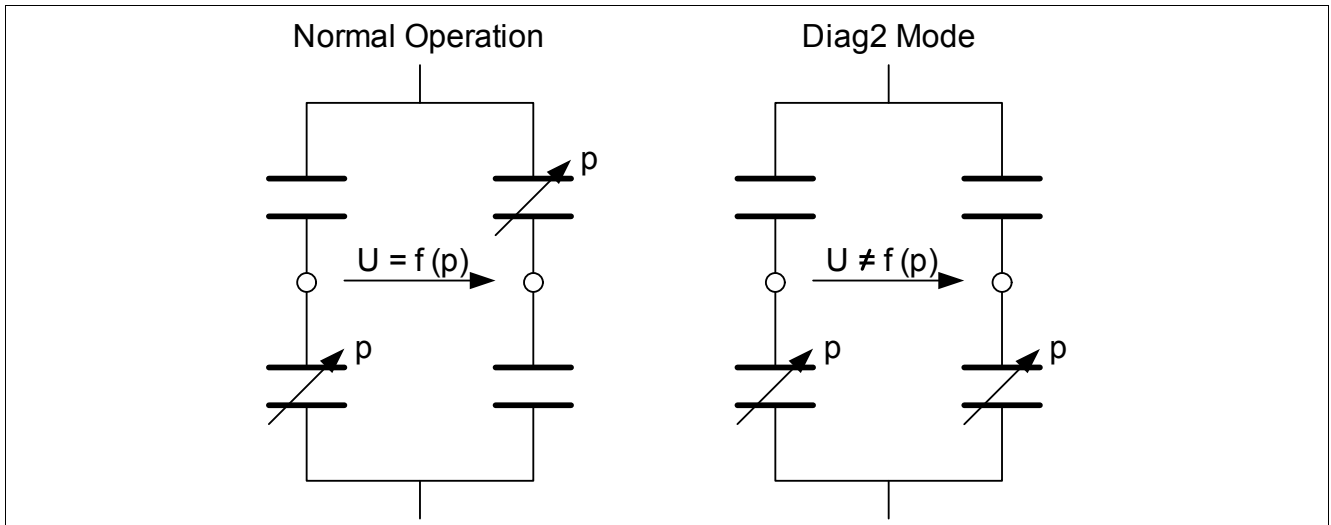 Normal Operation
Diag2 Mode
p
U = f (p)
U ≠ f (p)
p
p
p